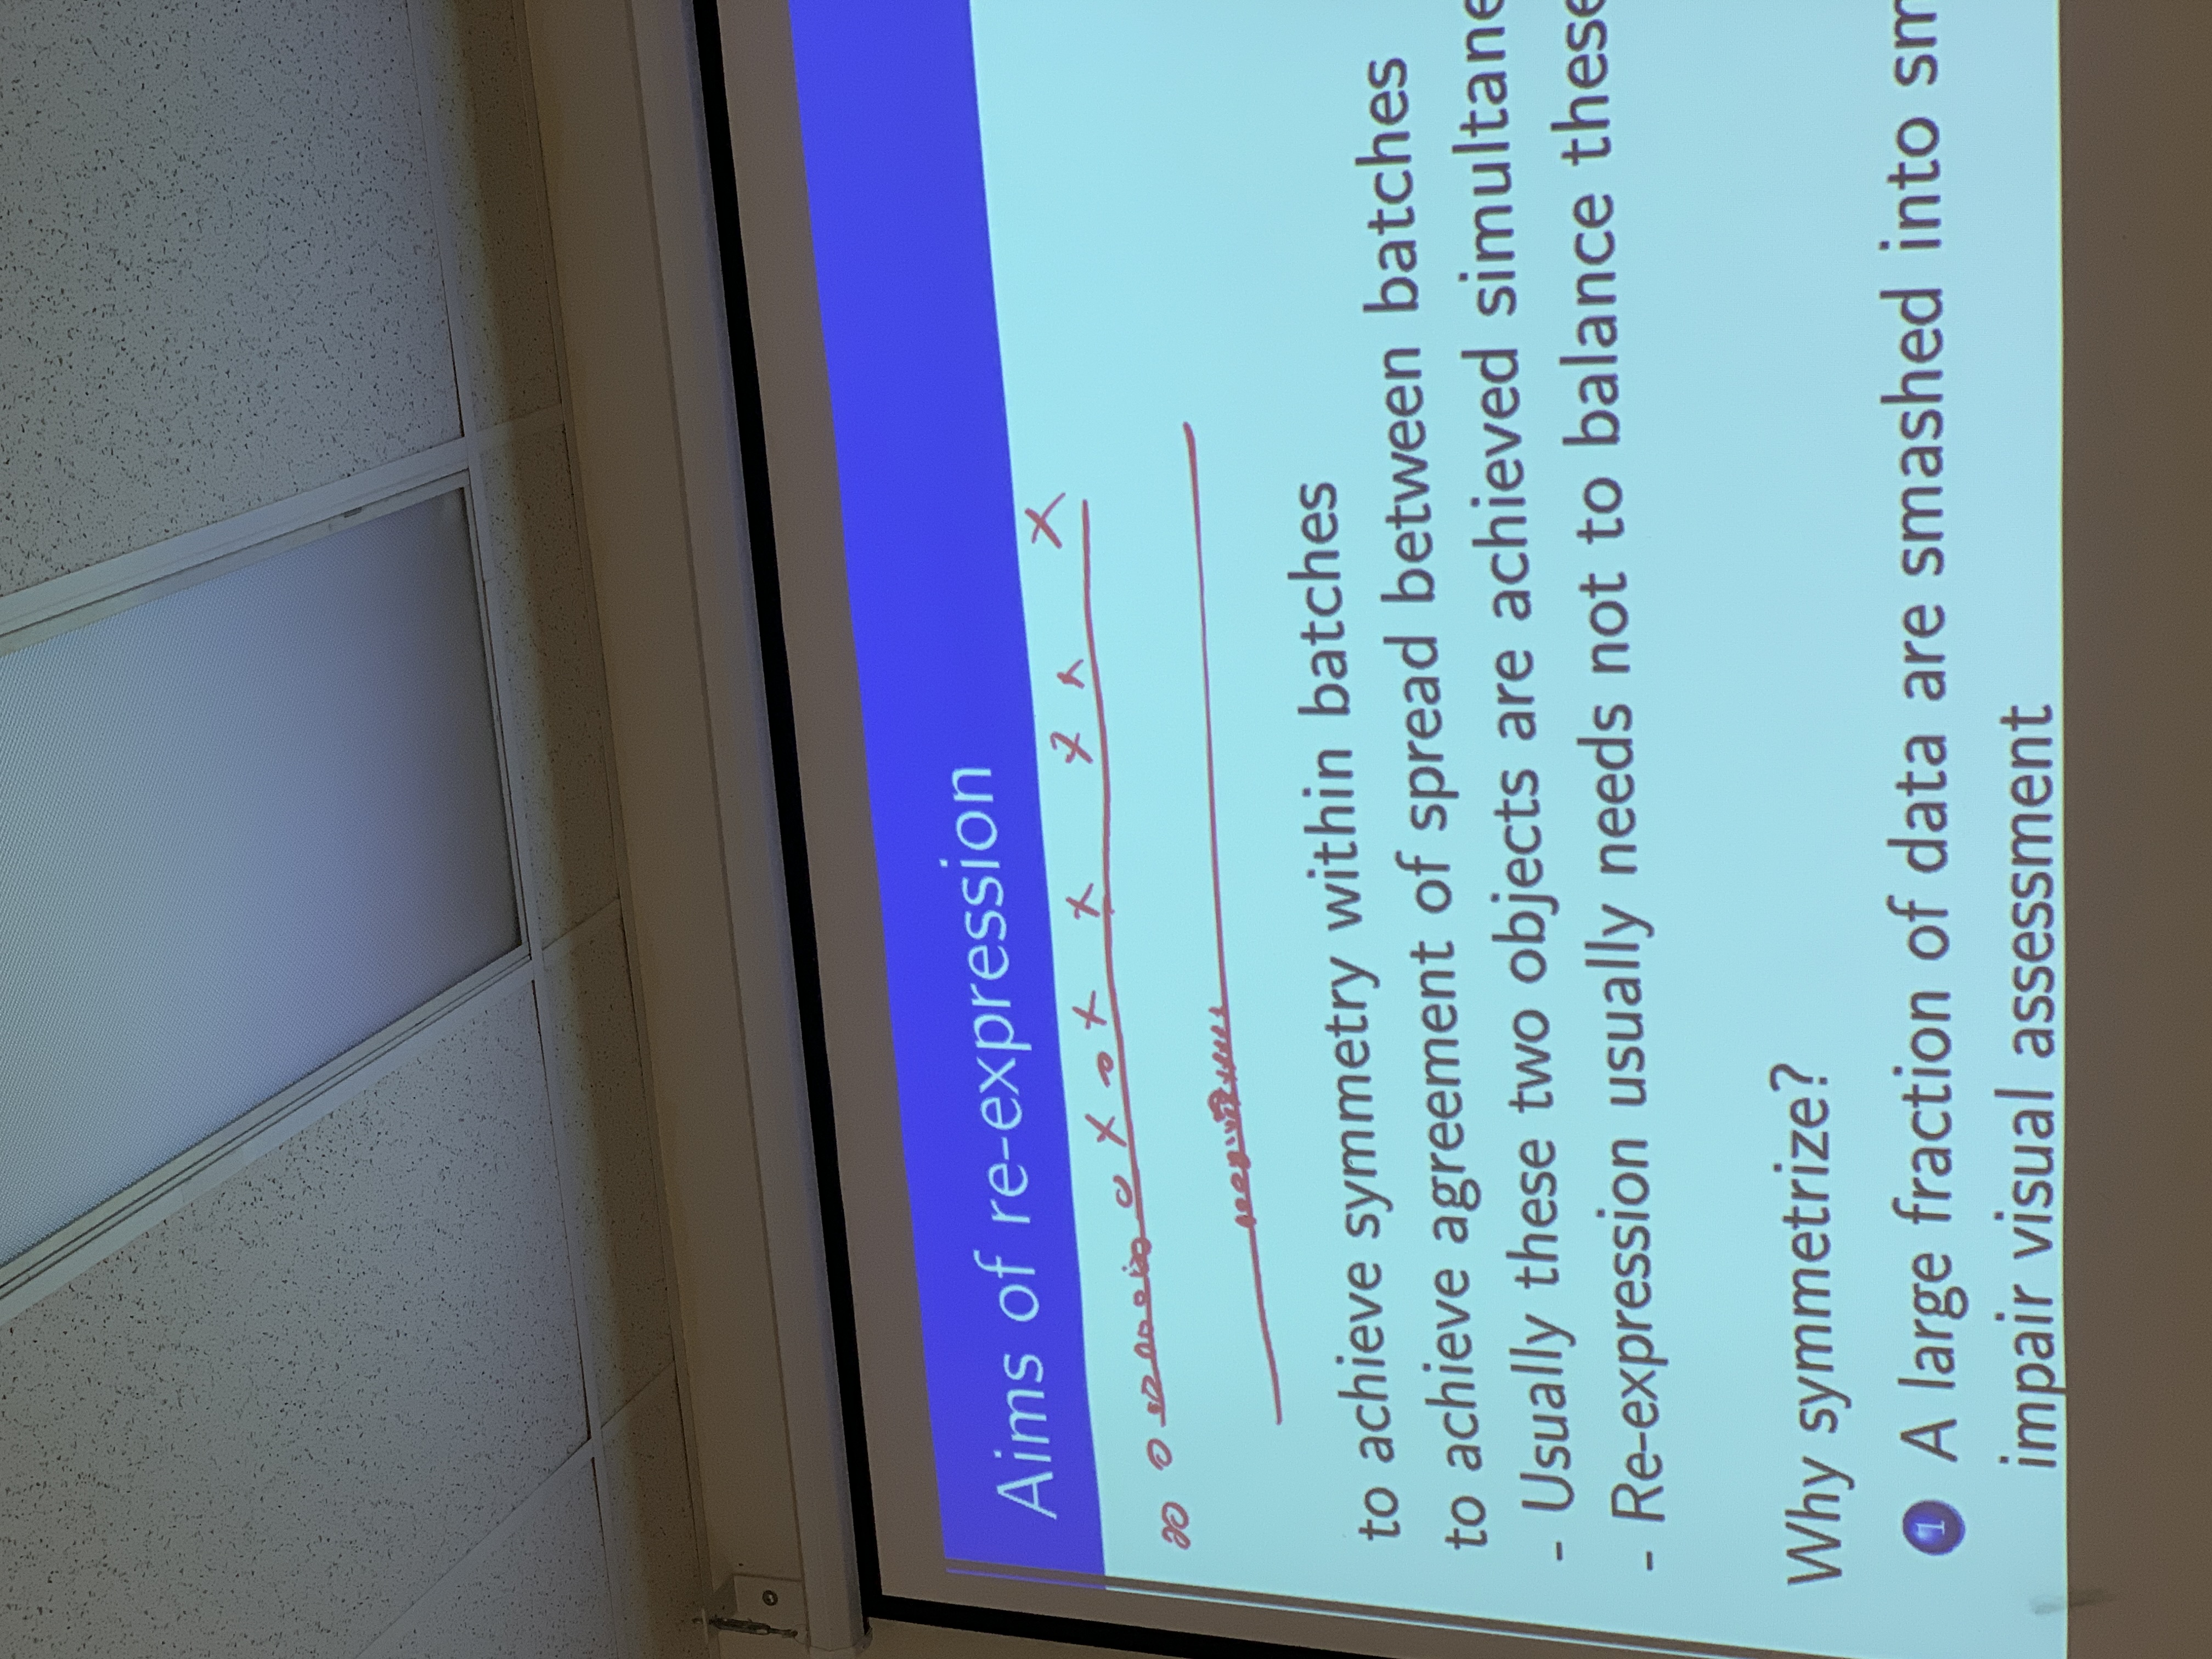 Aims of re-expression
to achieve symmetry within batches
to achieve agreement of spread between batches
- Usually these two objects are achieved simultane
- Re-expression usually needs not to balance these
Why symmetrize?
1 A large fraction of data are smashed into sm
impair visual assessment